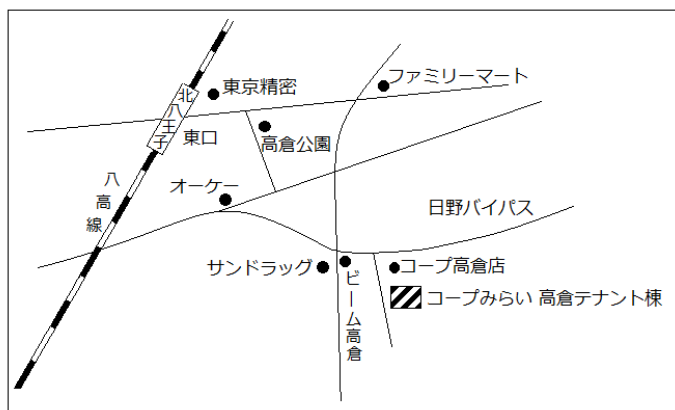 東京精密
ファミリーマート
北八王子
東口
高倉公園
八高線
オーケー
日野バイパス
サンドラッグ
ビーム高倉
コープ高倉店
コープみらい 高倉テナント棟